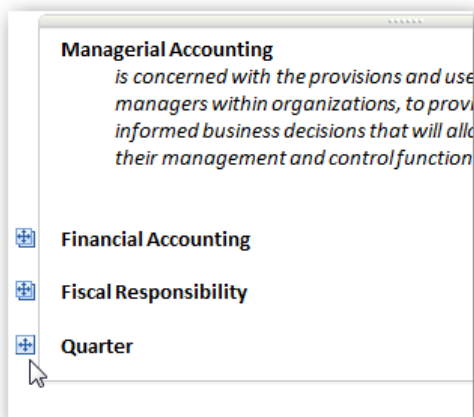 Managerial Accounting
is concerned with the provisions and use
managers within organizations, to provi
informed business decisions that will allo
their management and control function
Financial Accounting
Fiscal Responsibility
Quarter